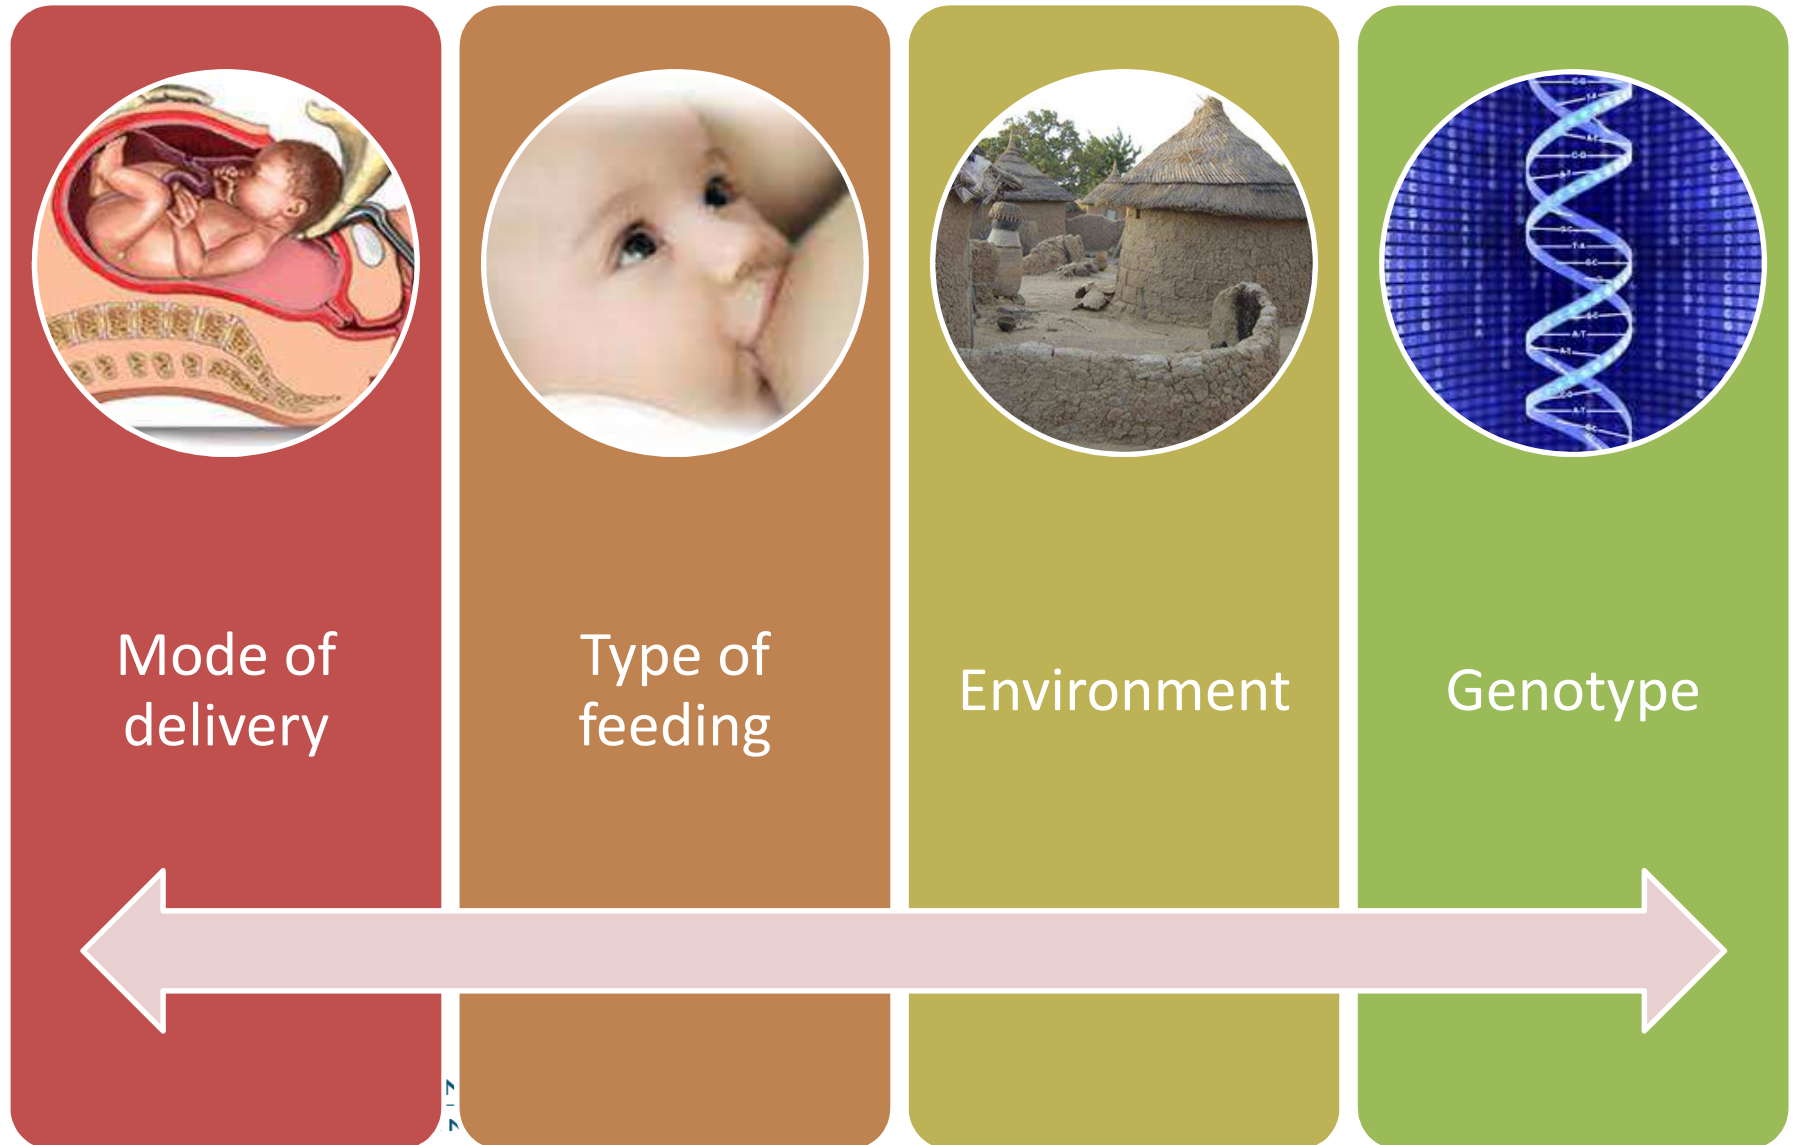 Mode of
delivery
Type of
feeding
Environment
Genotype